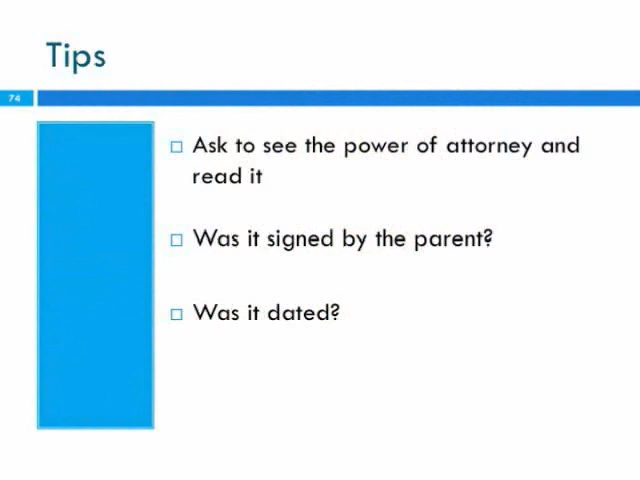 Tips
74
Ask to see the power of attorney and
read it
Was it signed by the parent?
Was it dated?